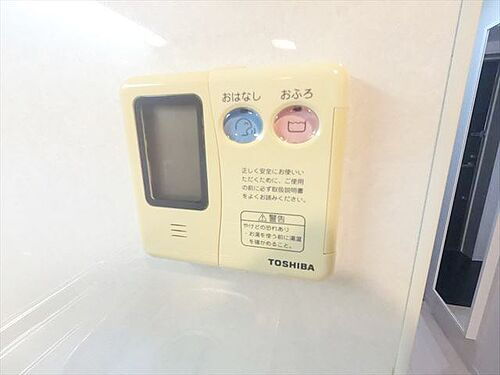 おはなし おふろ
正しく安全にお使いい
ただくために、ご使用
の前に必ず取扱説明書
をよくお読みください。
⚠警告
やけどの恐れあり
・お湯を使う前に湯温
を確かめること。
TOSHIBA